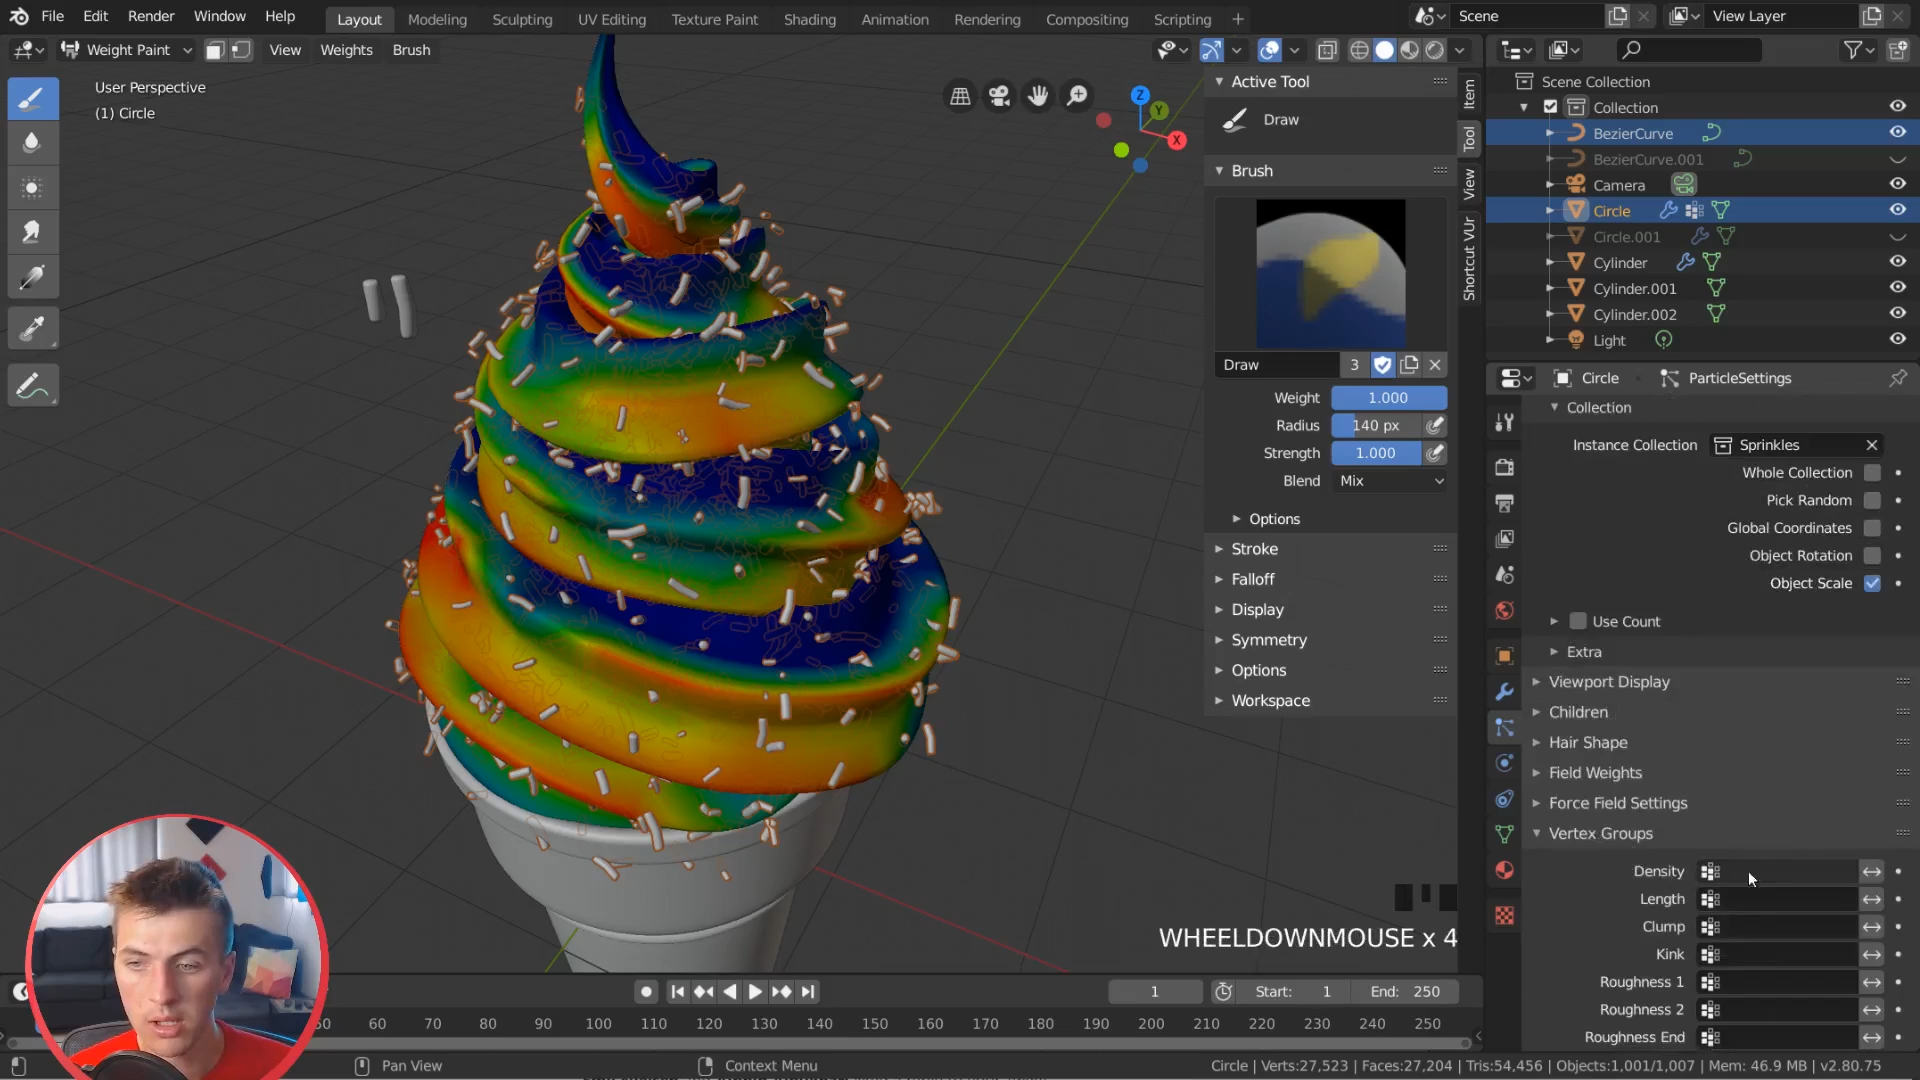 File Edit Render Window Help Layout Modeling Sculpting UV Editing Texture Paint Shading Animation Rendering Compositing Scripting + Scene View Layer
Weight Paint View Weights Brush
User Perspective
(1) Circle
Z
Y
X
Active Tool
Draw
Brush
Draw 3
Weight 1.000
Radius 140 px
Strength 1.000
Blend Mix
Options
Stroke
Falloff
Display
Symmetry
Options
Workspace
Item
Tool
View
Shortcut VUr
Scene Collection
Collection
BezierCurve
BezierCurve.001
Camera
Circle
Circle.001
Cylinder
Cylinder.001
Cylinder.002
Light
Circle ParticleSettings
Collection
Instance Collection Sprinkles
Whole Collection
Pick Random
Global Coordinates
Object Rotation
Object Scale
Use Count
Extra
Viewport Display
Children
Hair Shape
Field Weights
Force Field Settings
Vertex Groups
Density
Length
Clump
Kink
Roughness 1
Roughness 2
Roughness End
WHEELDOWNMOUSE x 4
1 Start: 1 End: 250
50 60 70 80 90 100 110 120 130 140 150 160 170 180 190 200 210 220 230 240 250
Pan View Context Menu Circle | Verts:27,523 | Faces:27,204 | Tris:54,456 | Objects:1,001/1,007 | Mem: 46.9 MB | v2.80.75